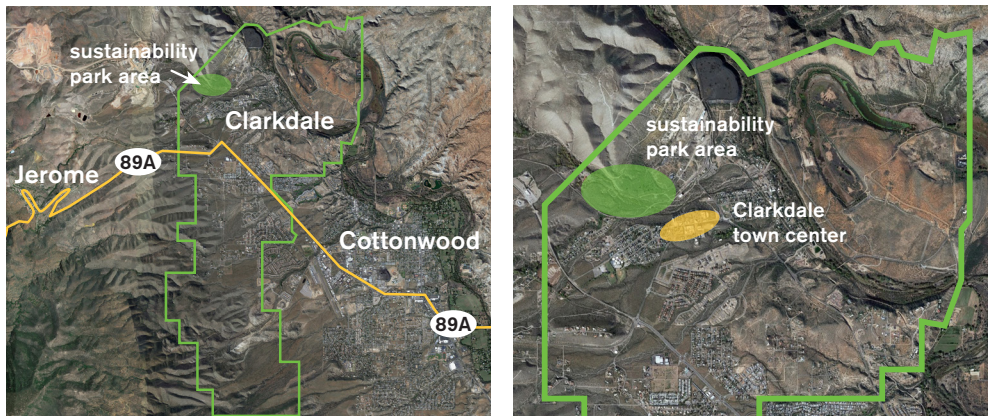 sustainability
park area
Clarkdale
89A
Jerome
Cottonwood
89A
sustainability
park area
Clarkdale
town center